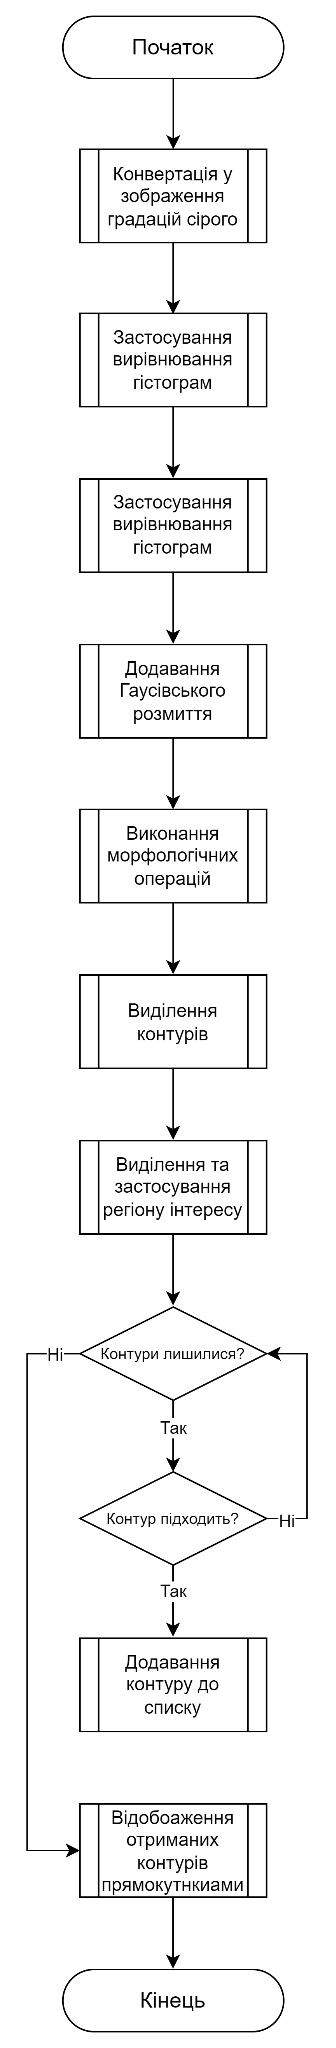 Початок
Конвертація у
зображення
градацій сірого
Застосування
вирівнювання
гістограм
Застосування
вирівнювання
гістограм
Додавання
Гаусівського
розмиття
Виконання
морфологічних
операцій
Виділення
контурів
Виділення та
застосування
регіону інтересу
Контури лишилися?
Ні
Так
Контур підходить?
Ні
Так
Додавання
контуру до
списку
Відобоаження
отриманих
контурів
прямокутнкиами
Кінець